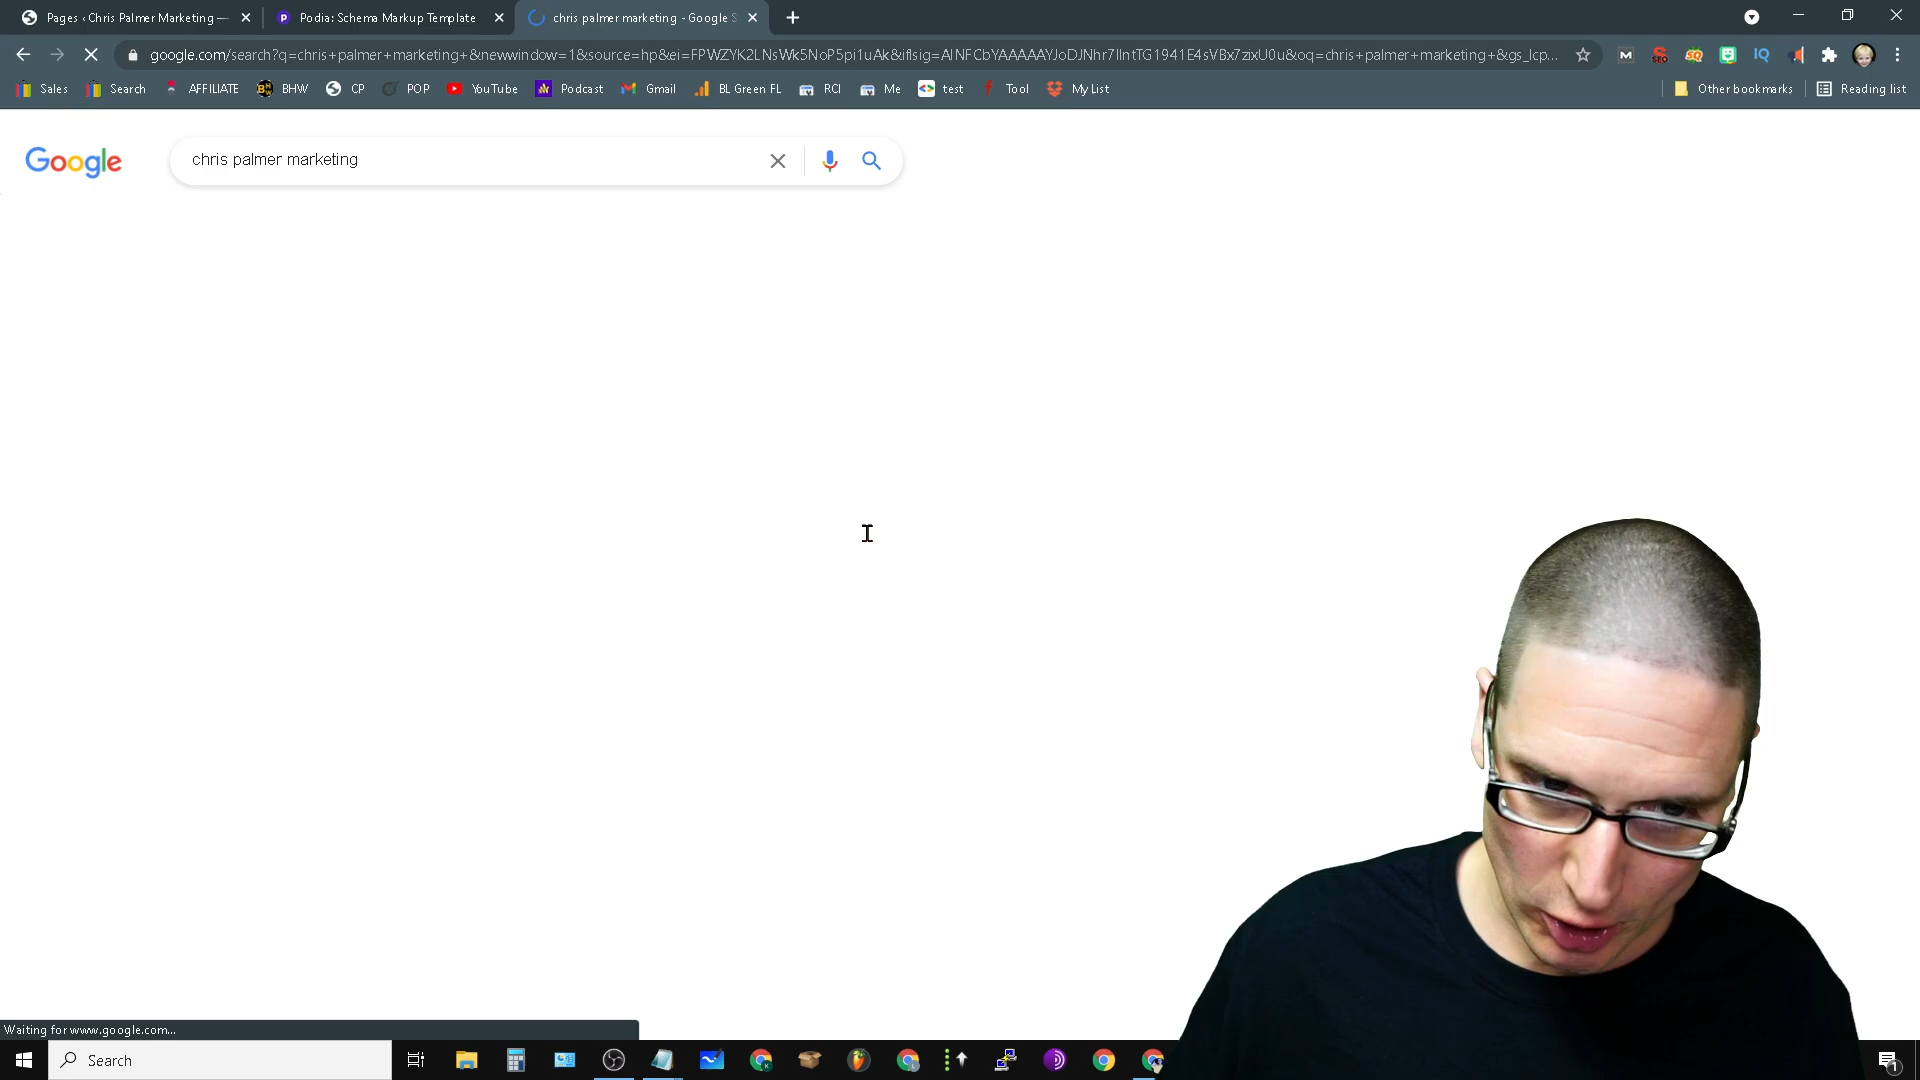 Pages ‹ Chris Palmer Marketing —
Podia: Schema Markup Template
chris palmer marketing - Google S
google.com/search?q=chris+palmer+marketing+&newwindow=1&source=hp&ei=FPWZYK2LNsWk5NoP5pi1uAk&iflsig=AINFCbYAAAAAYJoDJNhr7IIntTG1941E4sVBx7zixU0u&oq=chris+palmer+marketing+&gs_lcp...
Sales
Search
AFFILIATE
BHW
CP
POP
YouTube
Podcast
Gmail
BL Green FL
RCI
Me
test
Tool
My List
Other bookmarks
Reading list
Google
chris palmer marketing
Waiting for www.google.com...
Search